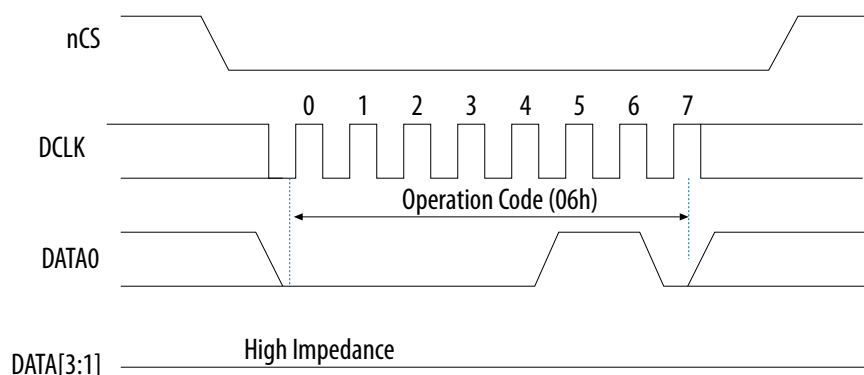 nCS
0 1 2 3 4 5 6 7
DCLK
Operation Code (06h)
DATA0
High Impedance
DATA[3:1]